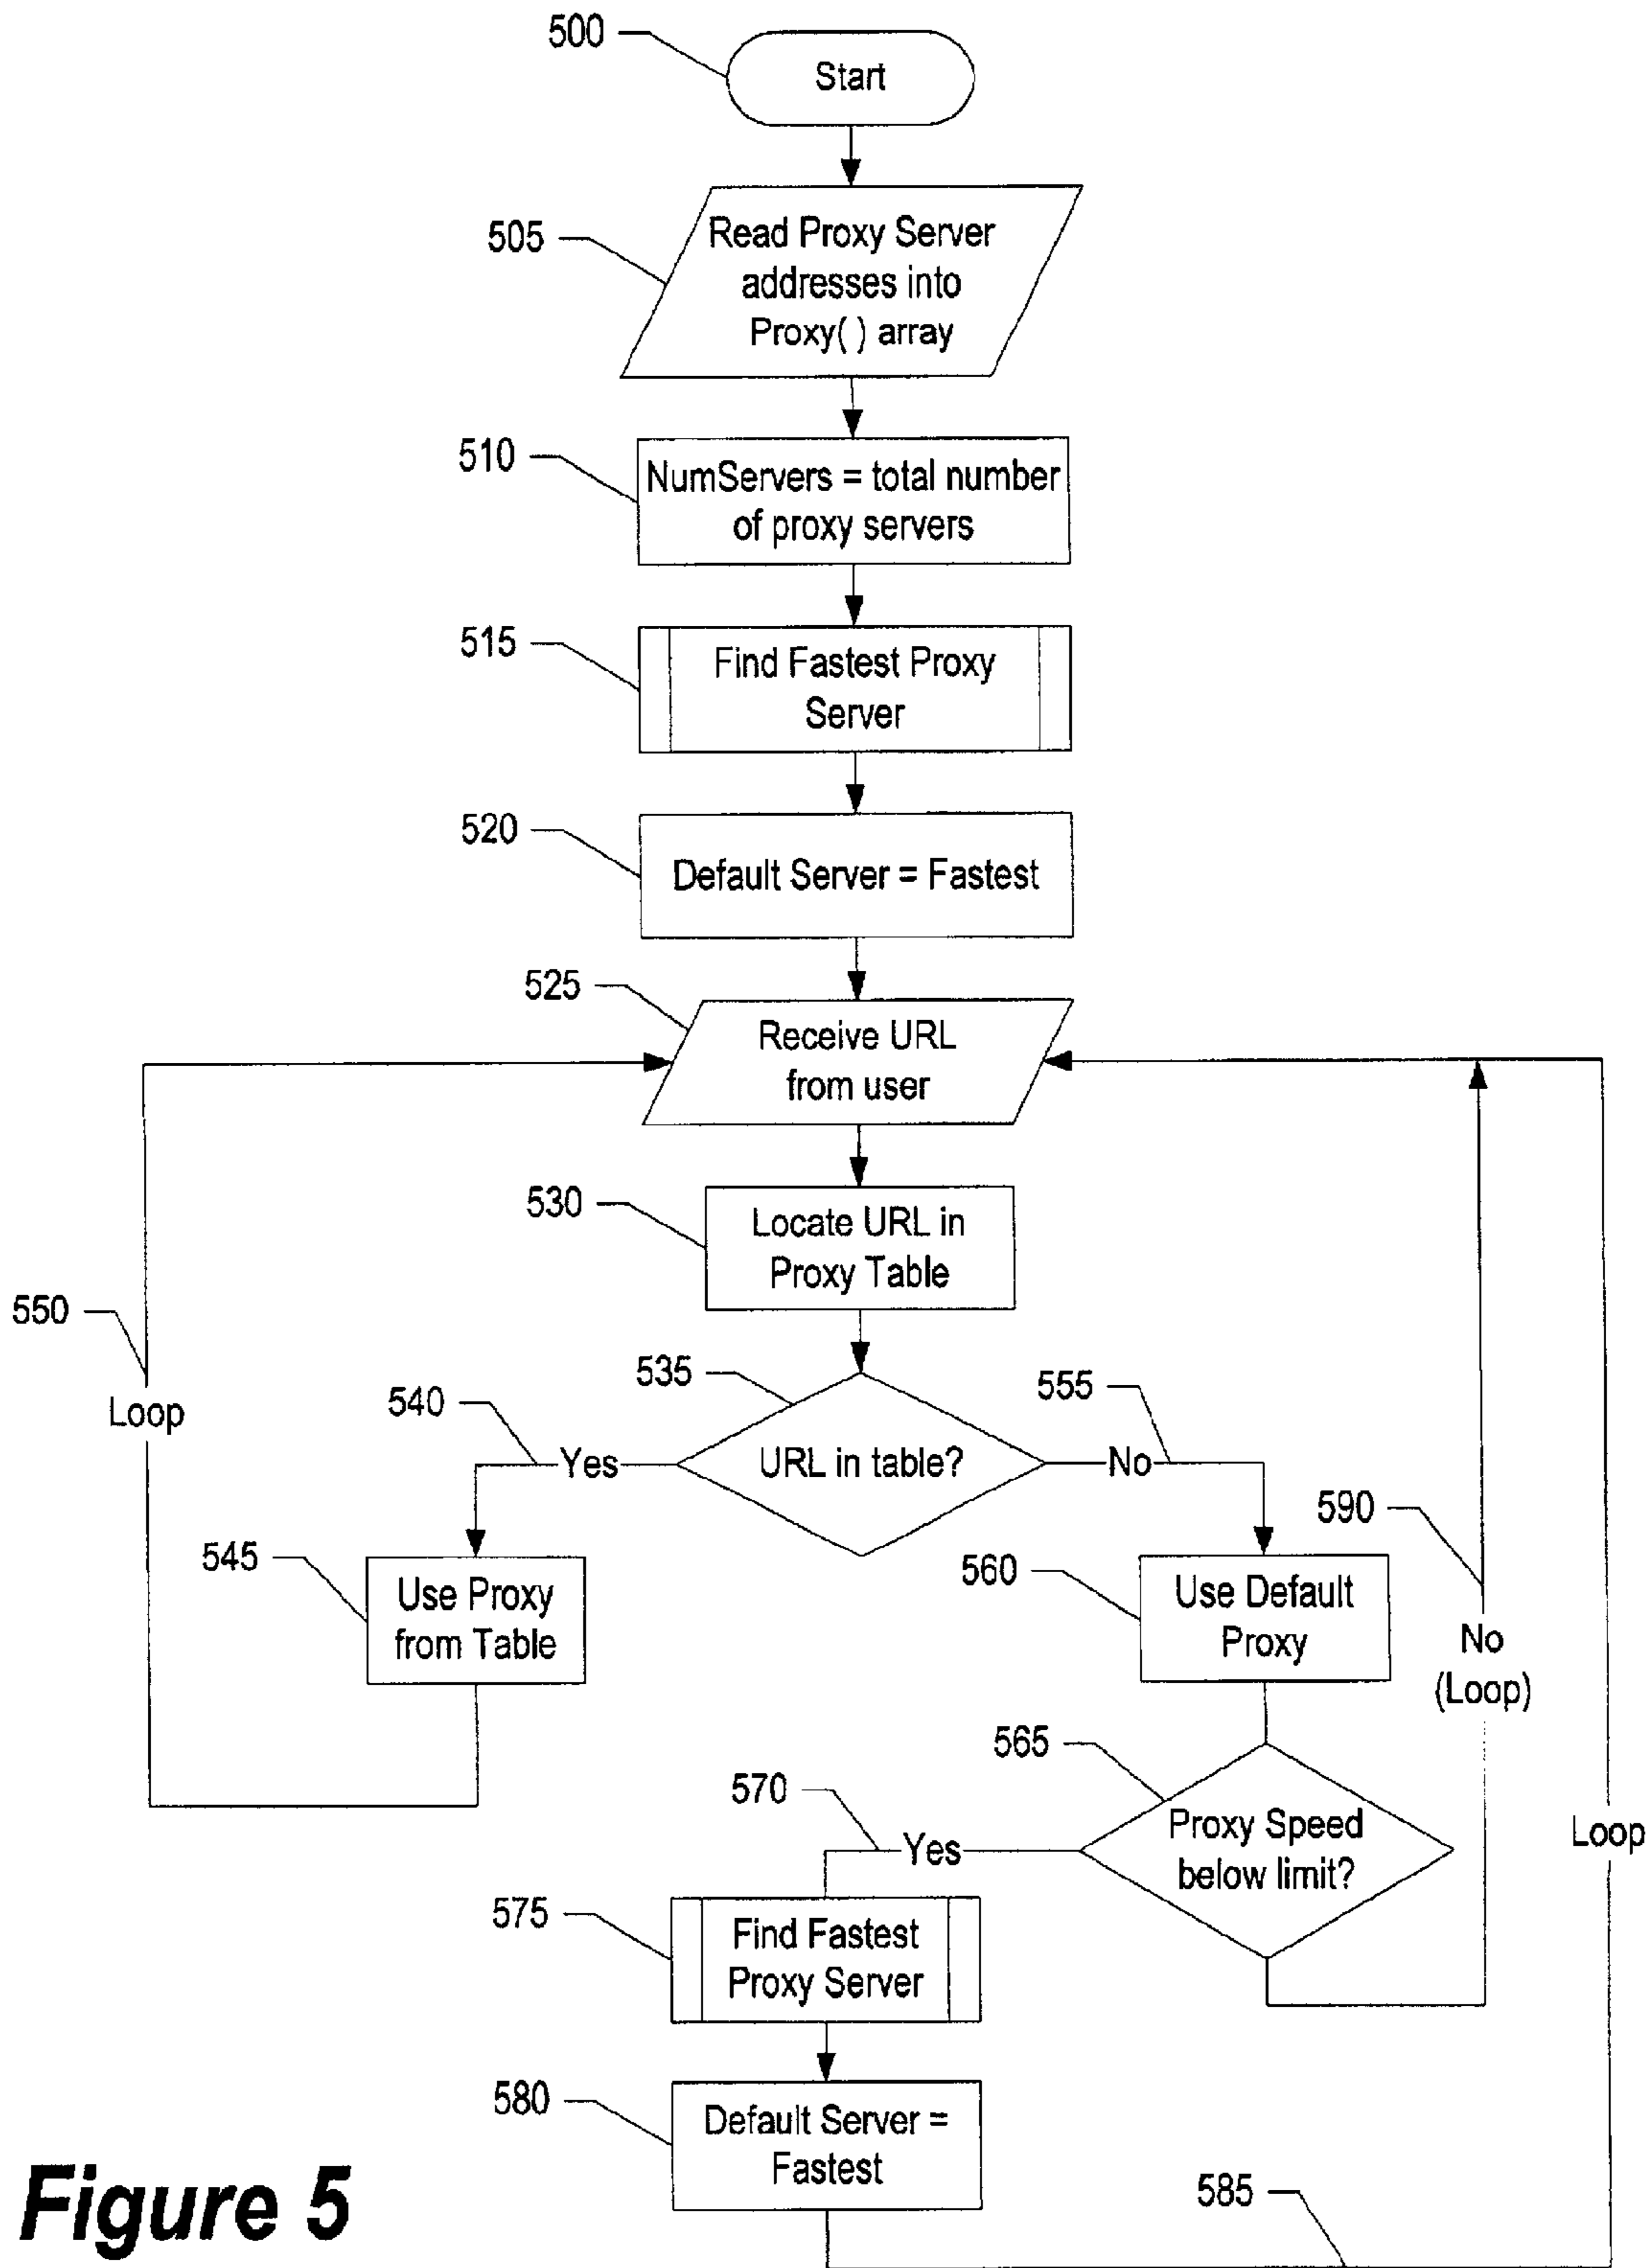 500
Start
505
Read Proxy Server
addresses into
Proxy( ) array
510
NumServers = total number
of proxy servers
515
Find Fastest Proxy
Server
520
Default Server = Fastest
525
Receive URL
from user
530
Locate URL in
Proxy Table
550
Loop
535
540
555
Yes
URL in table?
No
590
545
Use Proxy
from Table
560
Use Default
Proxy
No
(Loop)
565
570
Yes
Proxy Speed
below limit?
Loop
575
Find Fastest
Proxy Server
580
Default Server =
Fastest
585
Figure 5